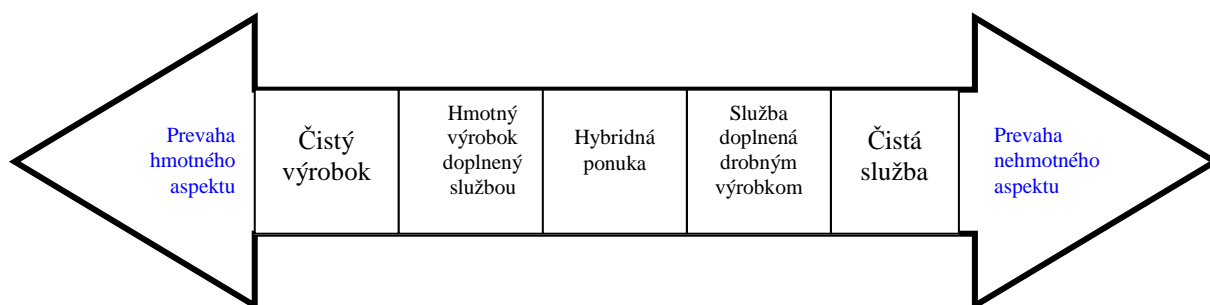 Prevaha
hmotného
aspektu
Čistý
výrobok
Hmotný
výrobok
doplnený
službou
Hybridná
ponuka
Služba
doplnená
drobným
výrobkom
Čistá
služba
Prevaha
nehmotného
aspektu